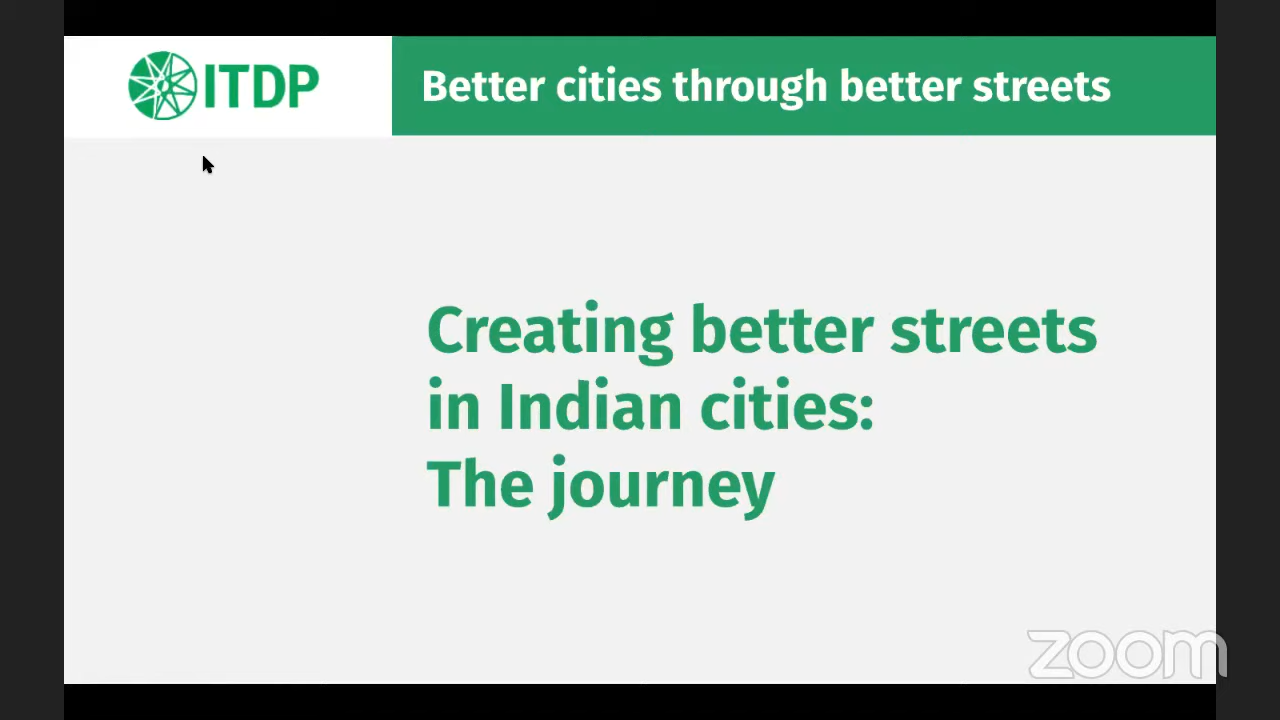 ITDP
Better cities through better streets
Creating better streets
in Indian cities:
The journey
zoom